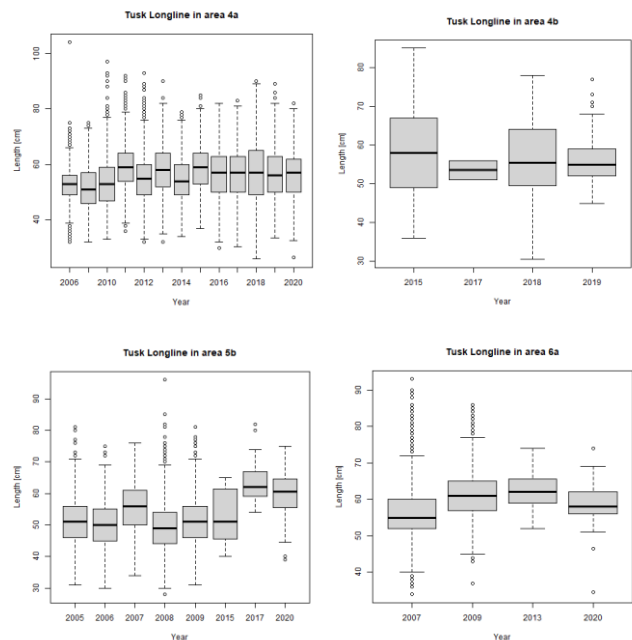 Tusk Longline in area 4a
Length [cm]
100
80
60
40
2006 2010 2012 2014 2016 2018 2020
Year
Tusk Longline in area 4b
Length [cm]
80
70
60
50
40
30
2015 2017 2018 2019
Year
Tusk Longline in area 5b
Length [cm]
90
80
70
60
50
40
30
2005 2006 2007 2008 2009 2015 2017 2020
Year
Tusk Longline in area 6a
Length [cm]
90
80
70
60
50
40
2007 2009 2013 2020
Year